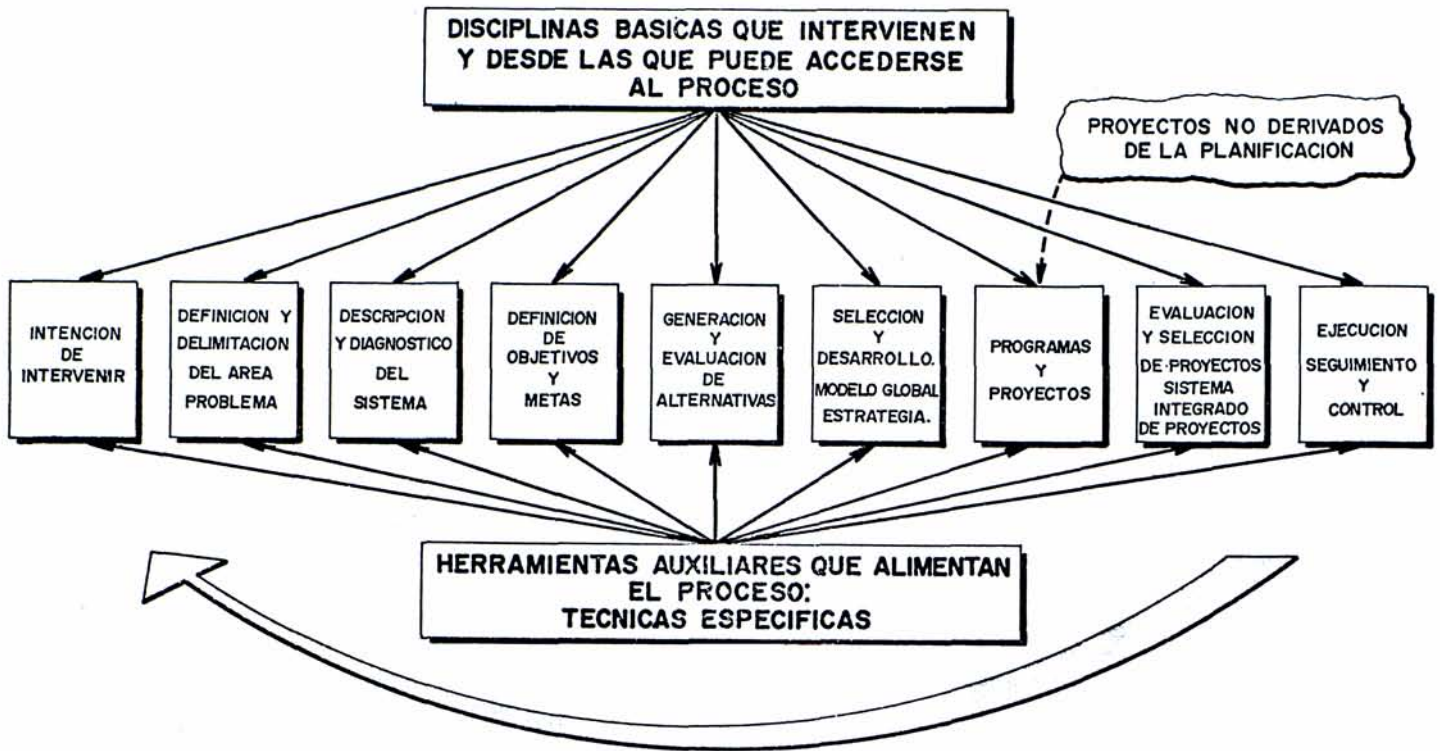 DISCIPLINAS BASICAS QUE INTERVIENEN
Y DESDE LAS QUE PUEDE ACCEDERSE
AL PROCESO
PROYECTOS NO DERIVADOS
DE LA PLANIFICACION
INTENCION
DE
INTERVENIR
DEFINICION Y
DELIMITACION
DEL AREA
PROBLEMA
DESCRIPCION
Y DIAGNOSTICO
DEL
SISTEMA
DEFINICION
DE
OBJETIVOS
Y
METAS
GENERACION
Y
EVALUACION
DE
ALTERNATIVAS
SELECCION
Y
DESARROLLO.
MODELO GLOBAL
ESTRATEGIA.
PROGRAMAS
Y
PROYECTOS
EVALUACION
Y SELECCION
DE-PROYECTOS
SISTEMA
INTEGRADO
DE PROYECTOS
EJECUCION
SEGUIMIENTO
Y
CONTROL
HERRAMIENTAS AUXILIARES QUE ALIMENTAN
EL PROCESO:
TECNICAS ESPECIFICAS